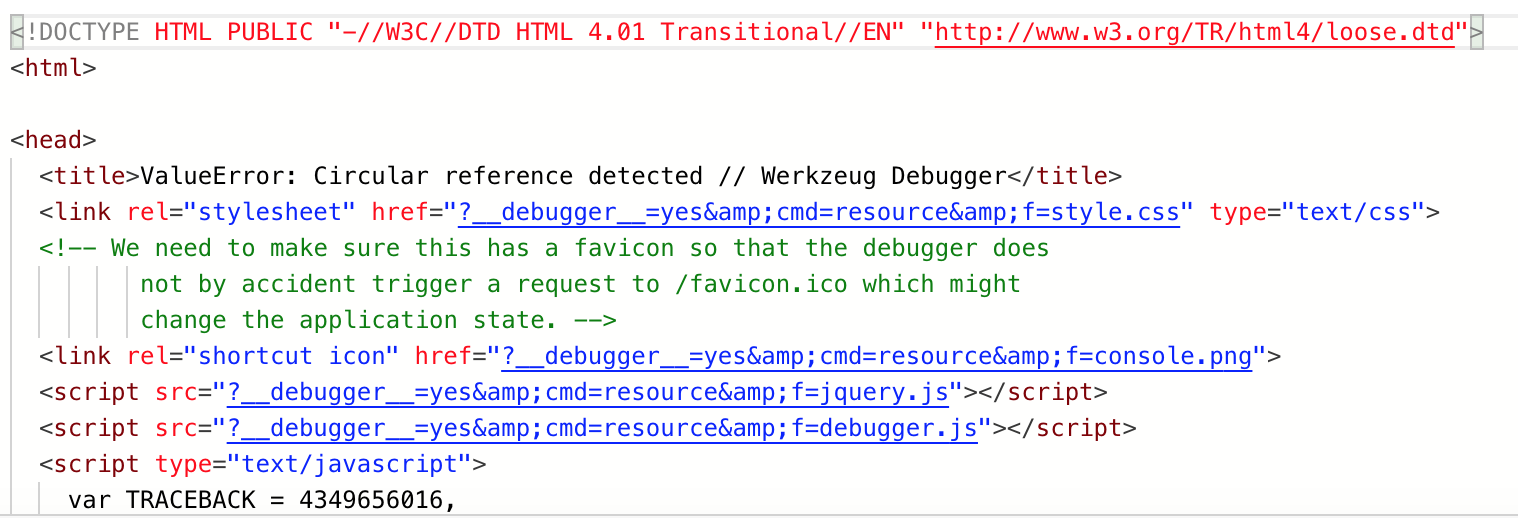 <!DOCTYPE HTML PUBLIC "-//W3C//DTD HTML 4.01 Transitional//EN" "http://www.w3.org/TR/html4/loose.dtd">
<html>
<head>
<title>ValueError: Circular reference detected // Werkzeug Debugger</title>
<link rel="stylesheet" href="?__debugger__=yes&amp;cmd=resource&amp;f=style.css" type="text/css">
<!-- We need to make sure this has a favicon so that the debugger does
not by accident trigger a request to /favicon.ico which might
change the application state. -->
<link rel="shortcut icon" href="?__debugger__=yes&amp;cmd=resource&amp;f=console.png">
<script src="?__debugger__=yes&amp;cmd=resource&amp;f=jquery.js"></script>
<script src="?__debugger__=yes&amp;cmd=resource&amp;f=debugger.js"></script>
<script type="text/javascript">
var TRACEBACK = 4349656016,